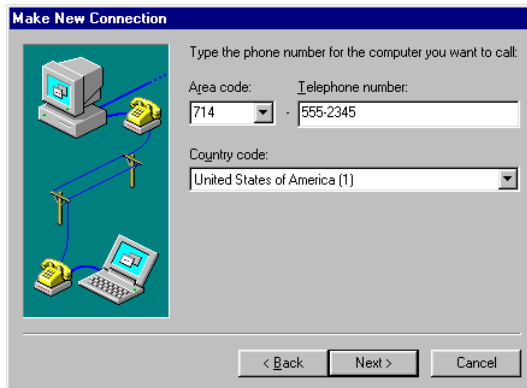 Make New Connection
Type the phone number for the computer you want to call:
Area code: Telephone number:
714 - 555-2345
Country code:
United States of America (1)
< Back Next > Cancel